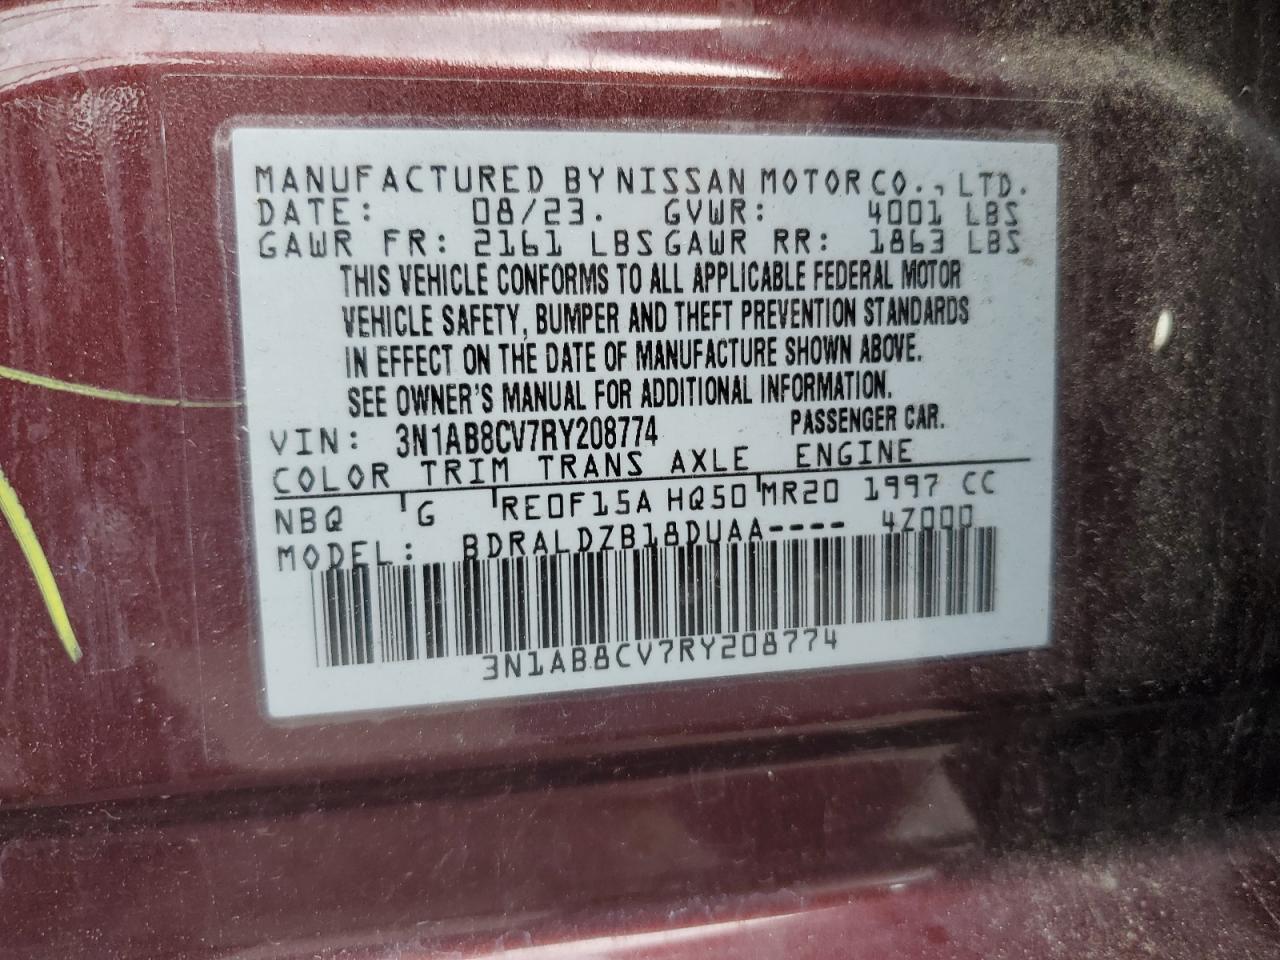 MANUFACTURED BY NISSAN MOTOR CO., LTD.
DATE: 08/23. GVWR: 4001 LBS
GAWR FR: 2161 LBS GAWR RR: 1863 LBS
THIS VEHICLE CONFORMS TO ALL APPLICABLE FEDERAL MOTOR
VEHICLE SAFETY, BUMPER AND THEFT PREVENTION STANDARDS
IN EFFECT ON THE DATE OF MANUFACTURE SHOWN ABOVE.
SEE OWNER'S MANUAL FOR ADDITIONAL INFORMATION.
VIN: 3N1AB8CV7RY208774 PASSENGER CAR.
COLOR TRIM TRANS AXLE ENGINE
NBQ G RE0F15A HQ50 MR20 1997 CC
MODEL: BDRALDZB18DUAA---- 4Z000
3N1AB8CV7RY208774